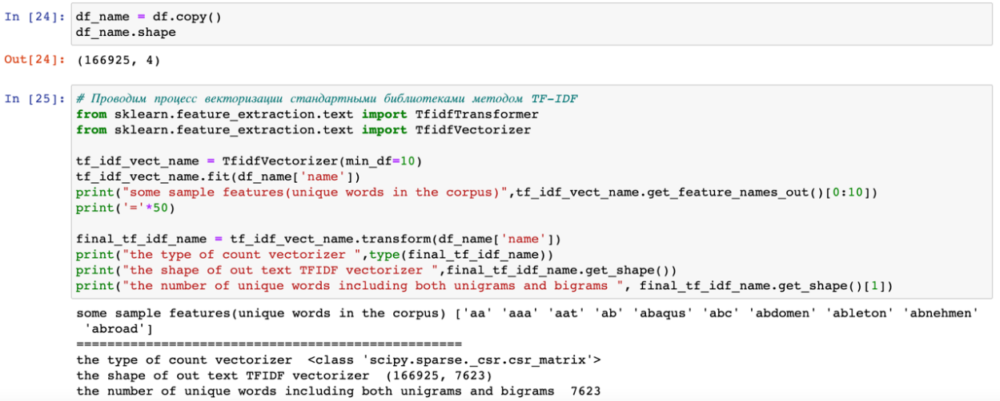 In [24]: df_name = df.copy()
df_name.shape
Out[24]: (166925, 4)
In [25]: # Проводим процесс векторизации стандартными библиотеками методом TF-IDF
from sklearn.feature_extraction.text import TfidfTransformer
from sklearn.feature_extraction.text import TfidfVectorizer
tf_idf_vect_name = TfidfVectorizer(min_df=10)
tf_idf_vect_name.fit(df_name['name'])
print("some sample features(unique words in the corpus)",tf_idf_vect_name.get_feature_names_out()[0:10])
print('='*50)
final_tf_idf_name = tf_idf_vect_name.transform(df_name['name'])
print("the type of count vectorizer ",type(final_tf_idf_name))
print("the shape of out text TFIDF vectorizer ",final_tf_idf_name.get_shape())
print("the number of unique words including both unigrams and bigrams ", final_tf_idf_name.get_shape()[1])
some sample features(unique words in the corpus) ['aa' 'aaa' 'aat' 'ab' 'abaqus' 'abc' 'abdomen' 'ableton' 'abnehmen'
'abroad']
==================================================
the type of count vectorizer  <class 'scipy.sparse._csr.csr_matrix'>
the shape of out text TFIDF vectorizer  (166925, 7623)
the number of unique words including both unigrams and bigrams  7623